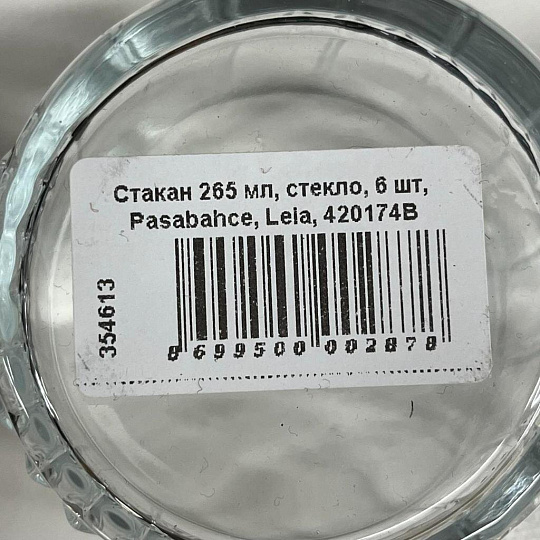 Стакан 265 мл, стекло, 6 шт,
Pasabahce, Leia, 420174B
354613
8 699500 002878